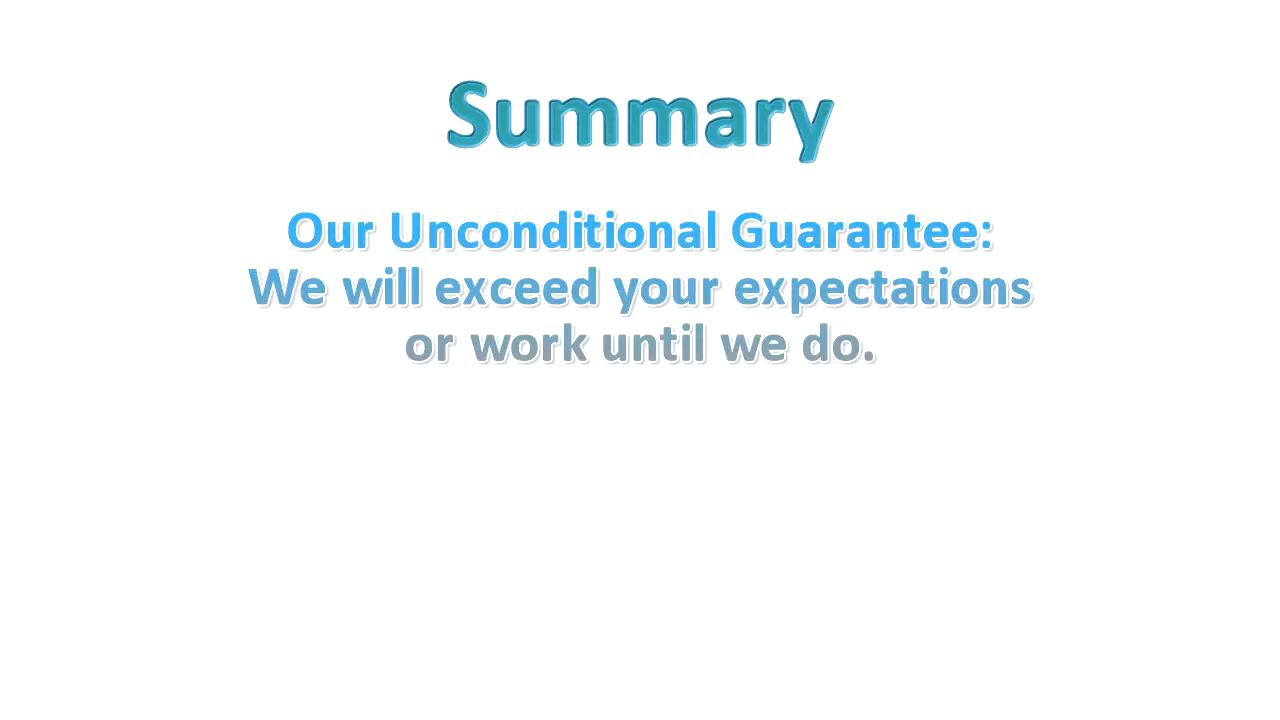 Summary
Our Unconditional Guarantee:
We will exceed your expectations
or work until we do.